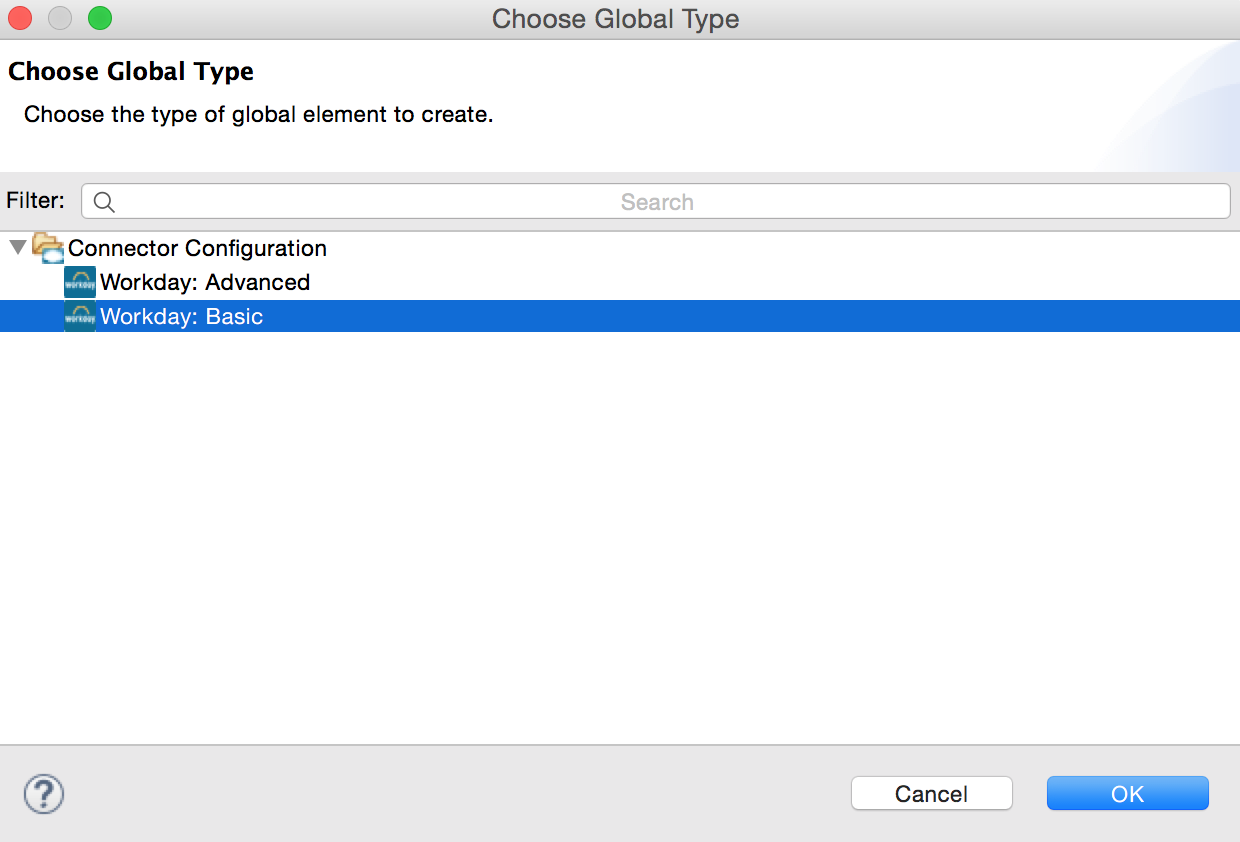 Choose Global Type
Choose Global Type
Choose the type of global element to create.
Filter: Search
Connector Configuration
workday Workday: Advanced
workday Workday: Basic
? Cancel OK